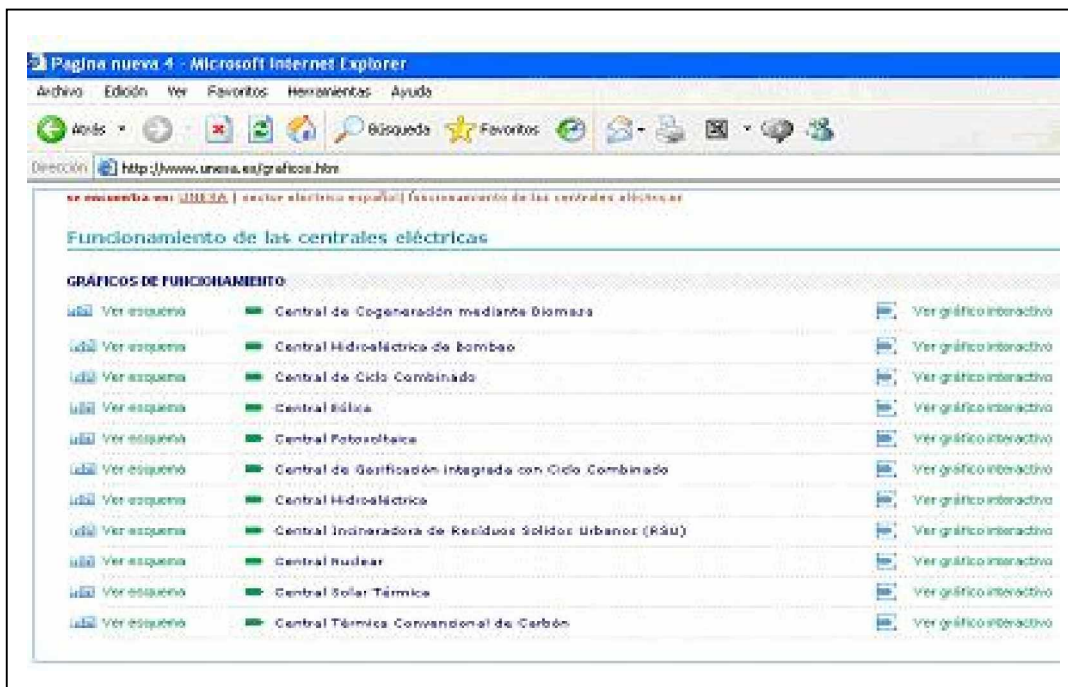 Pagina nueva 4 - Microsoft Internet Explorer
Archivo Edición Ver Favoritos Herramientas Ayuda
Atrás Búsqueda Favoritos
Dirección http://www.unesa.es/graficos.htm
se encuentra en: UNESA | sector eléctrico español | funcionamiento de las centrales eléctricas
Funcionamiento de las centrales eléctricas
GRÁFICOS DE FUNCIONAMIENTO
Ver esquema Central de Cogeneración mediante Biomasa Ver gráfico interactivo
Ver esquema Central Hidroeléctrica de bombeo Ver gráfico interactivo
Ver esquema Central de Ciclo Combinado Ver gráfico interactivo
Ver esquema Central Eólica Ver gráfico interactivo
Ver esquema Central Fotovoltaica Ver gráfico interactivo
Ver esquema Central de Gasificación integrada con Ciclo Combinado Ver gráfico interactivo
Ver esquema Central Hidroeléctrica Ver gráfico interactivo
Ver esquema Central Incineradora de Residuos Solidos Urbanos (RSU) Ver gráfico interactivo
Ver esquema Central Nuclear Ver gráfico interactivo
Ver esquema Central Solar Térmica Ver gráfico interactivo
Ver esquema Central Térmica Convencional de Carbón Ver gráfico interactivo